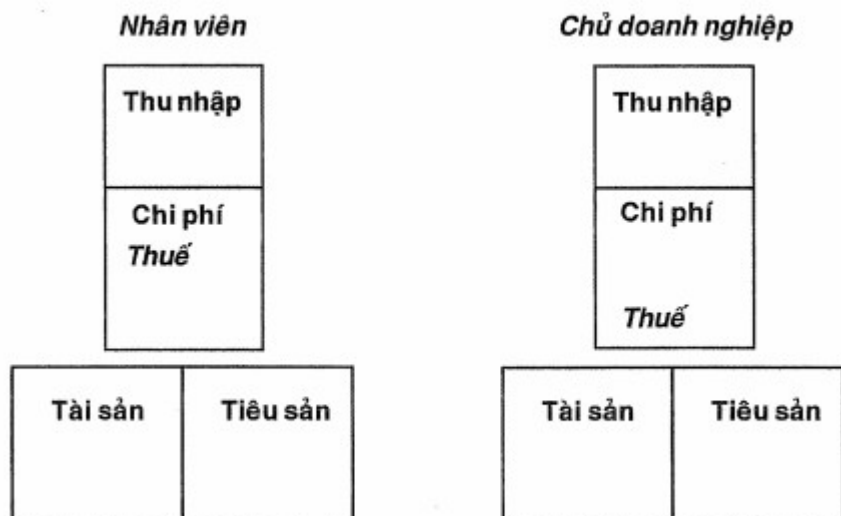 Nhân viên
Thu nhập
Chi phí
Thuế
Tài sản
Tiêu sản
Chủ doanh nghiệp
Thu nhập
Chi phí
Thuế
Tài sản
Tiêu sản